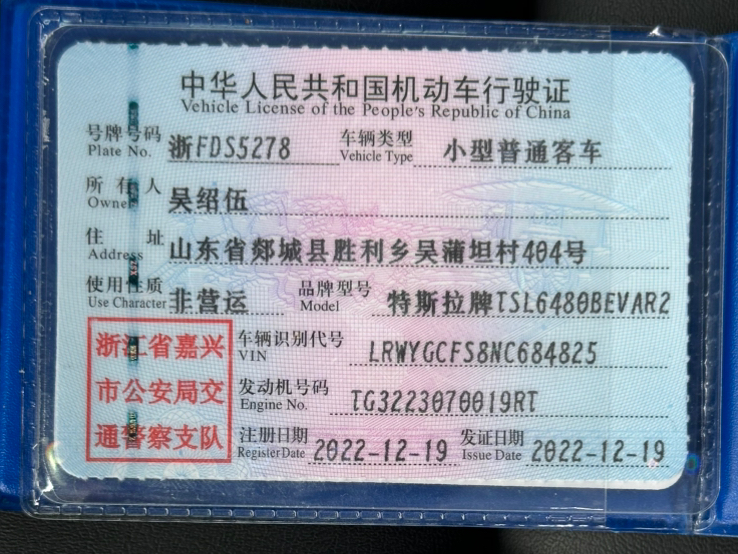 中华人民共和国机动车行驶证
Vehicle License of the People's Republic of China
号牌号码 浙FDS5278 车辆类型 小型普通客车
Plate No. Vehicle Type
所有人 吴绍伍
Owner
住址 山东省郯城县胜利乡吴蒲坦村404号
Address
使用性质 非营运 品牌型号 特斯拉牌TSL6480BEVAR2
Use Character Model
浙江省嘉兴
市公安局交
通警察支队
车辆识别代号 LRWYGCFS8NC684825
VIN
发动机号码 TG3223070019RT
Engine No.
注册日期 2022-12-19 发证日期 2022-12-19
Register Date Issue Date